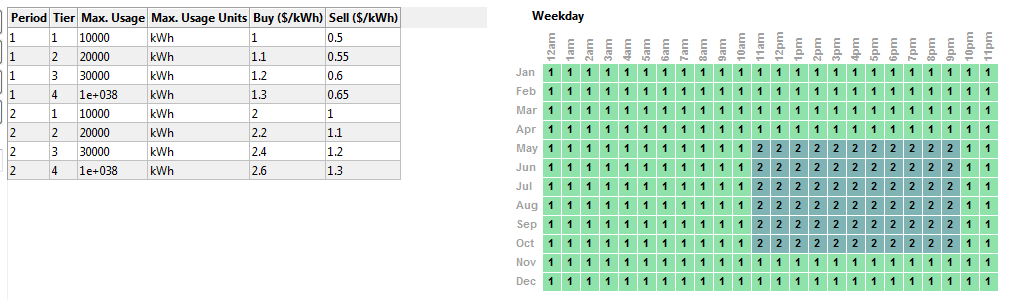 Period Tier Max. Usage Max. Usage Units Buy ($/kWh) Sell ($/kWh)
1 1 10000 kWh 1 0.5
1 2 20000 kWh 1.1 0.55
1 3 30000 kWh 1.2 0.6
1 4 1e+038 kWh 1.3 0.65
2 1 10000 kWh 2 1
2 2 20000 kWh 2.2 1.1
2 3 30000 kWh 2.4 1.2
2 4 1e+038 kWh 2.6 1.3
Weekday
12am 1am 2am 3am 4am 5am 6am 7am 8am 9am 10am 11am 12pm 1pm 2pm 3pm 4pm 5pm 6pm 7pm 8pm 9pm 10pm 11pm
Jan 1 1 1 1 1 1 1 1 1 1 1 1 1 1 1 1 1 1 1 1 1 1 1 1
Feb 1 1 1 1 1 1 1 1 1 1 1 1 1 1 1 1 1 1 1 1 1 1 1 1
Mar 1 1 1 1 1 1 1 1 1 1 1 1 1 1 1 1 1 1 1 1 1 1 1 1
Apr 1 1 1 1 1 1 1 1 1 1 1 1 1 1 1 1 1 1 1 1 1 1 1 1
May 1 1 1 1 1 1 1 1 1 1 1 2 2 2 2 2 2 2 2 2 2 2 1 1
Jun 1 1 1 1 1 1 1 1 1 1 1 2 2 2 2 2 2 2 2 2 2 2 1 1
Jul 1 1 1 1 1 1 1 1 1 1 1 2 2 2 2 2 2 2 2 2 2 2 1 1
Aug 1 1 1 1 1 1 1 1 1 1 1 2 2 2 2 2 2 2 2 2 2 2 1 1
Sep 1 1 1 1 1 1 1 1 1 1 1 2 2 2 2 2 2 2 2 2 2 2 1 1
Oct 1 1 1 1 1 1 1 1 1 1 1 2 2 2 2 2 2 2 2 2 2 2 1 1
Nov 1 1 1 1 1 1 1 1 1 1 1 1 1 1 1 1 1 1 1 1 1 1 1 1
Dec 1 1 1 1 1 1 1 1 1 1 1 1 1 1 1 1 1 1 1 1 1 1 1 1